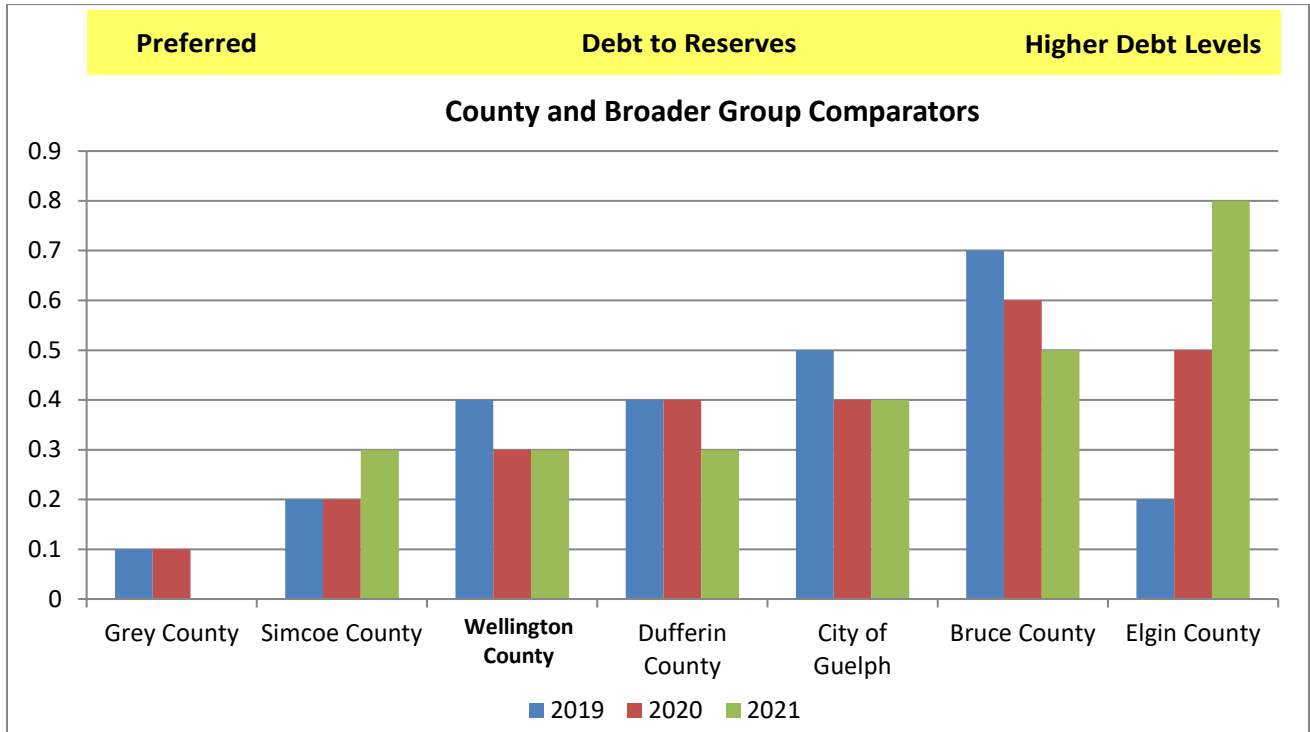 Preferred Debt to Reserves Higher Debt Levels
County and Broader Group Comparators
0.9
0.8
0.7
0.6
0.5
0.4
0.3
0.2
0.1
0
Grey County Simcoe County Wellington County Dufferin County City of Guelph Bruce County Elgin County
2019 2020 2021